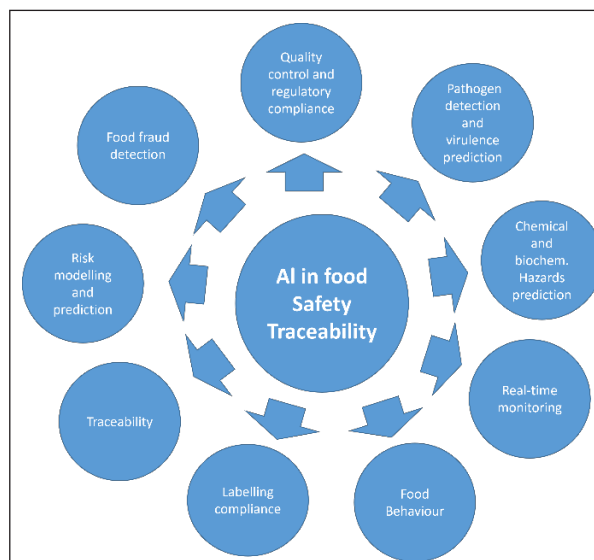 Quality
control and
regulatory
compliance
Pathogen
detection
and
virulence
prediction
Chemical
and
biochem.
Hazards
prediction
Real-time
monitoring
Food
Behaviour
Labelling
compliance
Traceability
Risk
modelling
and
prediction
Food fraud
detection
AI in food
Safety
Traceability